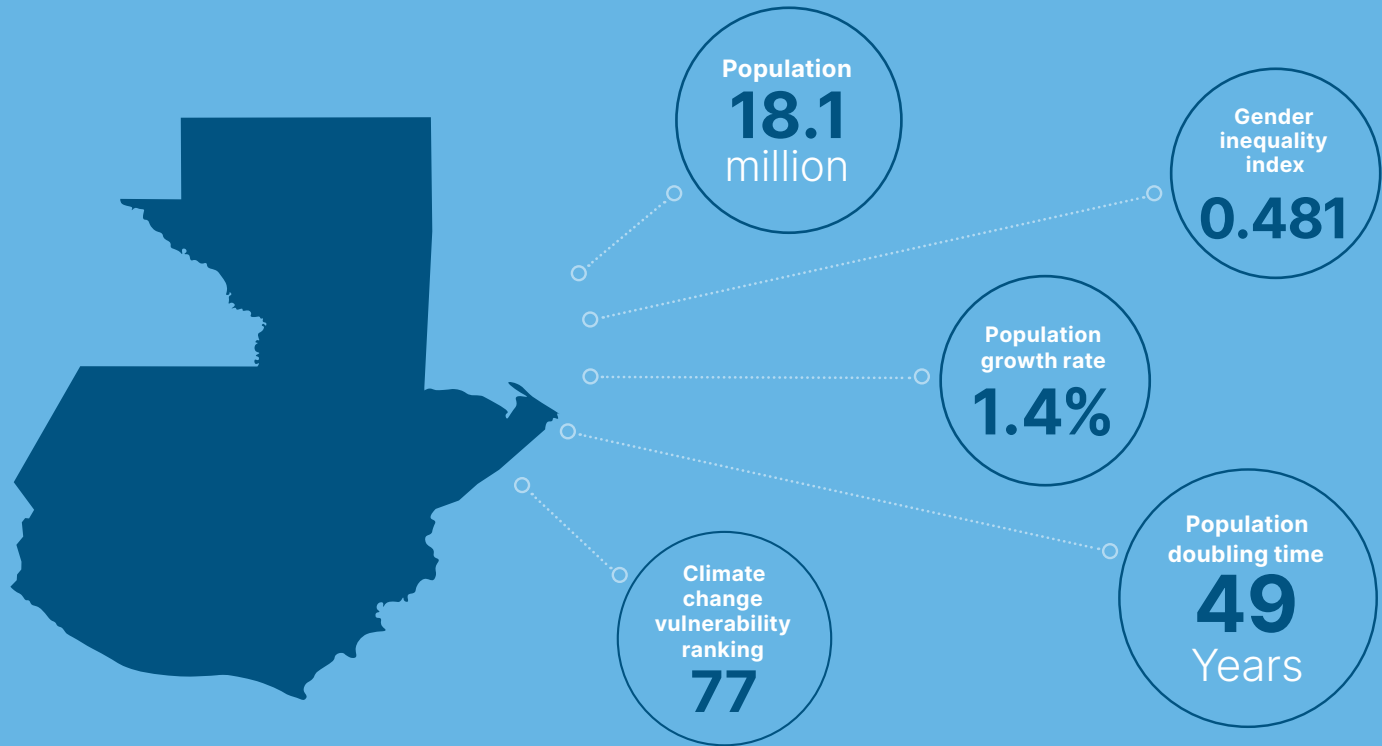 Population
18.1
million
Gender
inequality
index
0.481
Population
growth rate
1.4%
Population
doubling time
49
Years
Climate
change
vulnerability
ranking
77